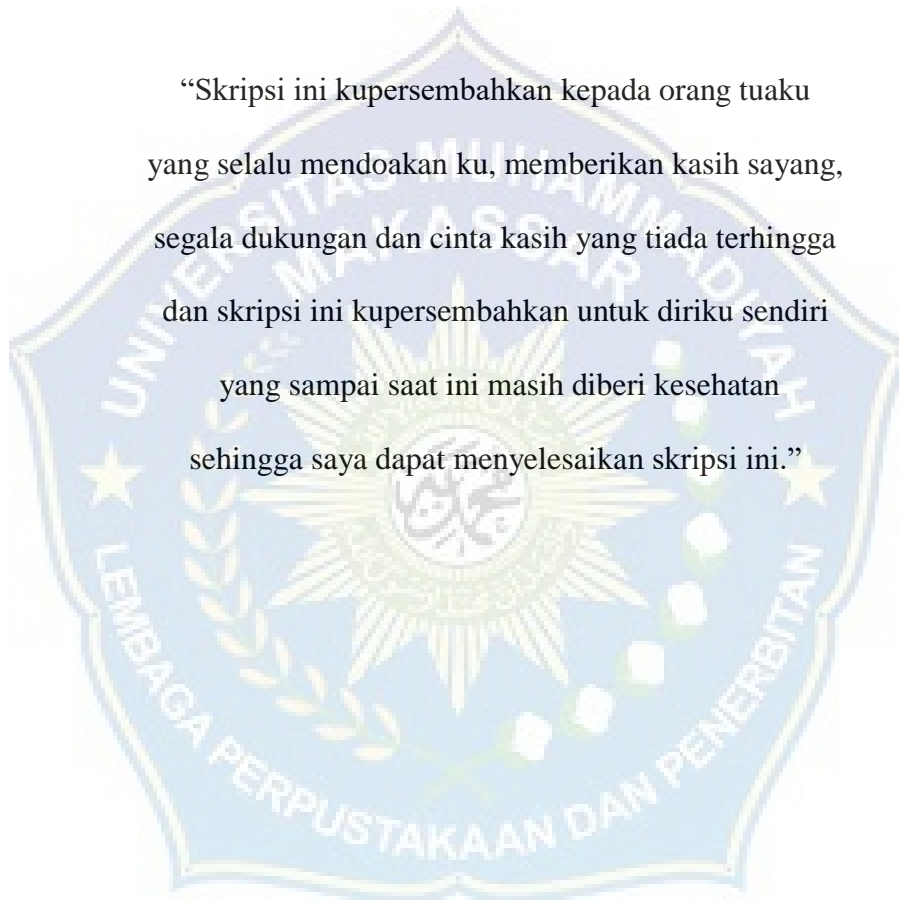 “Skripsi ini kupersembahkan kepada orang tuaku
yang selalu mendoakan ku, memberikan kasih sayang,
segala dukungan dan cinta kasih yang tiada terhingga
dan skripsi ini kupersembahkan untuk diriku sendiri
yang sampai saat ini masih diberi kesehatan
sehingga saya dapat menyelesaikan skripsi ini.”
UNIVERSITAS MUHAMMADIYAH
MAKASSAR
LEMBAGA PERPUSTAKAAN DAN PENERBITAN